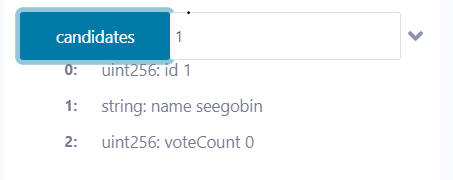 candidates 1
0: uint256: id 1
1: string: name seegobin
2: uint256: voteCount 0